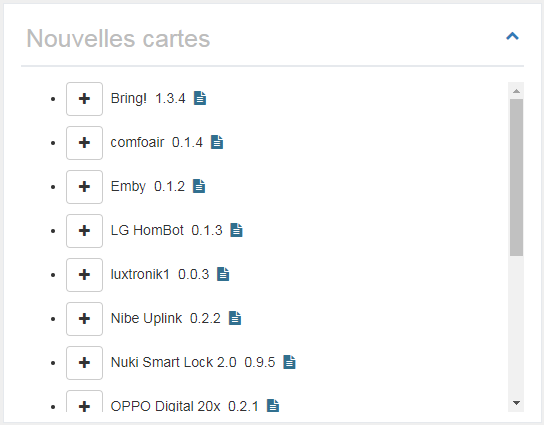 Nouvelles cartes
Bring! 1.3.4
comfoair 0.1.4
Emby 0.1.2
LG HomBot 0.1.3
luxtronik1 0.0.3
Nibe Uplink 0.2.2
Nuki Smart Lock 2.0 0.9.5
OPPO Digital 20x 0.2.1